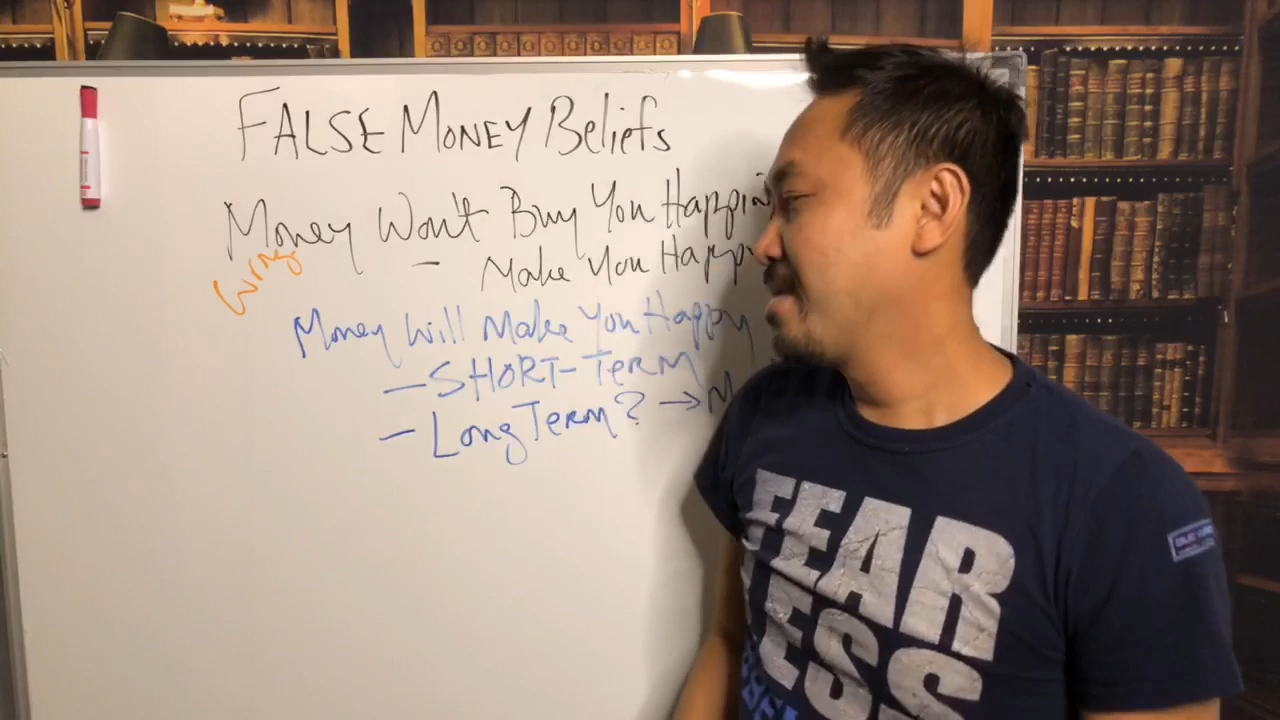 FALSE MONEY Beliefs
Money Won't Buy You Happin
Wrong
— Make You Happy
Money Will Make You Happy
— SHORT-TERM
— Long Term? → M
FEAR
LESS